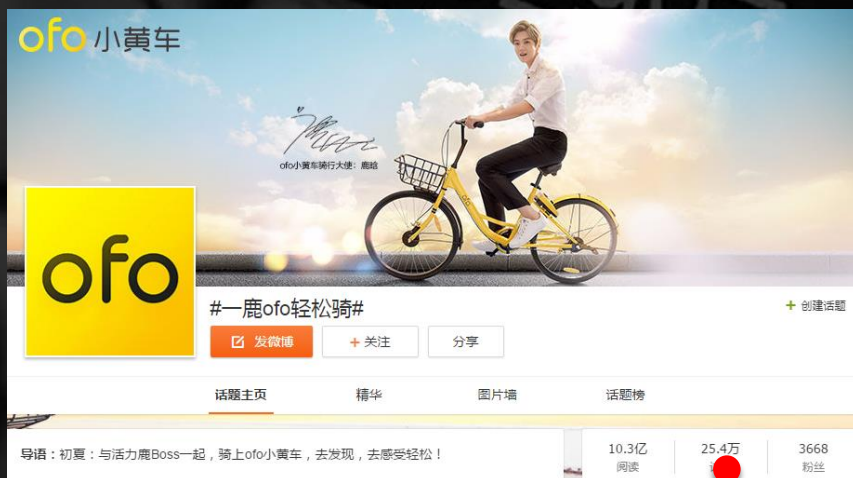 ofo小黄车
ofo小黄车骑行大使：鹿晗
ofo
#一鹿ofo轻松骑#
+ 创建话题
发微博
+ 关注
分享
话题主页
精华
图片墙
话题榜
导语：初夏：与活力鹿Boss一起，骑上ofo小黄车，去发现，去感受轻松！
10.3亿
25.4万
3668
阅读
粉丝